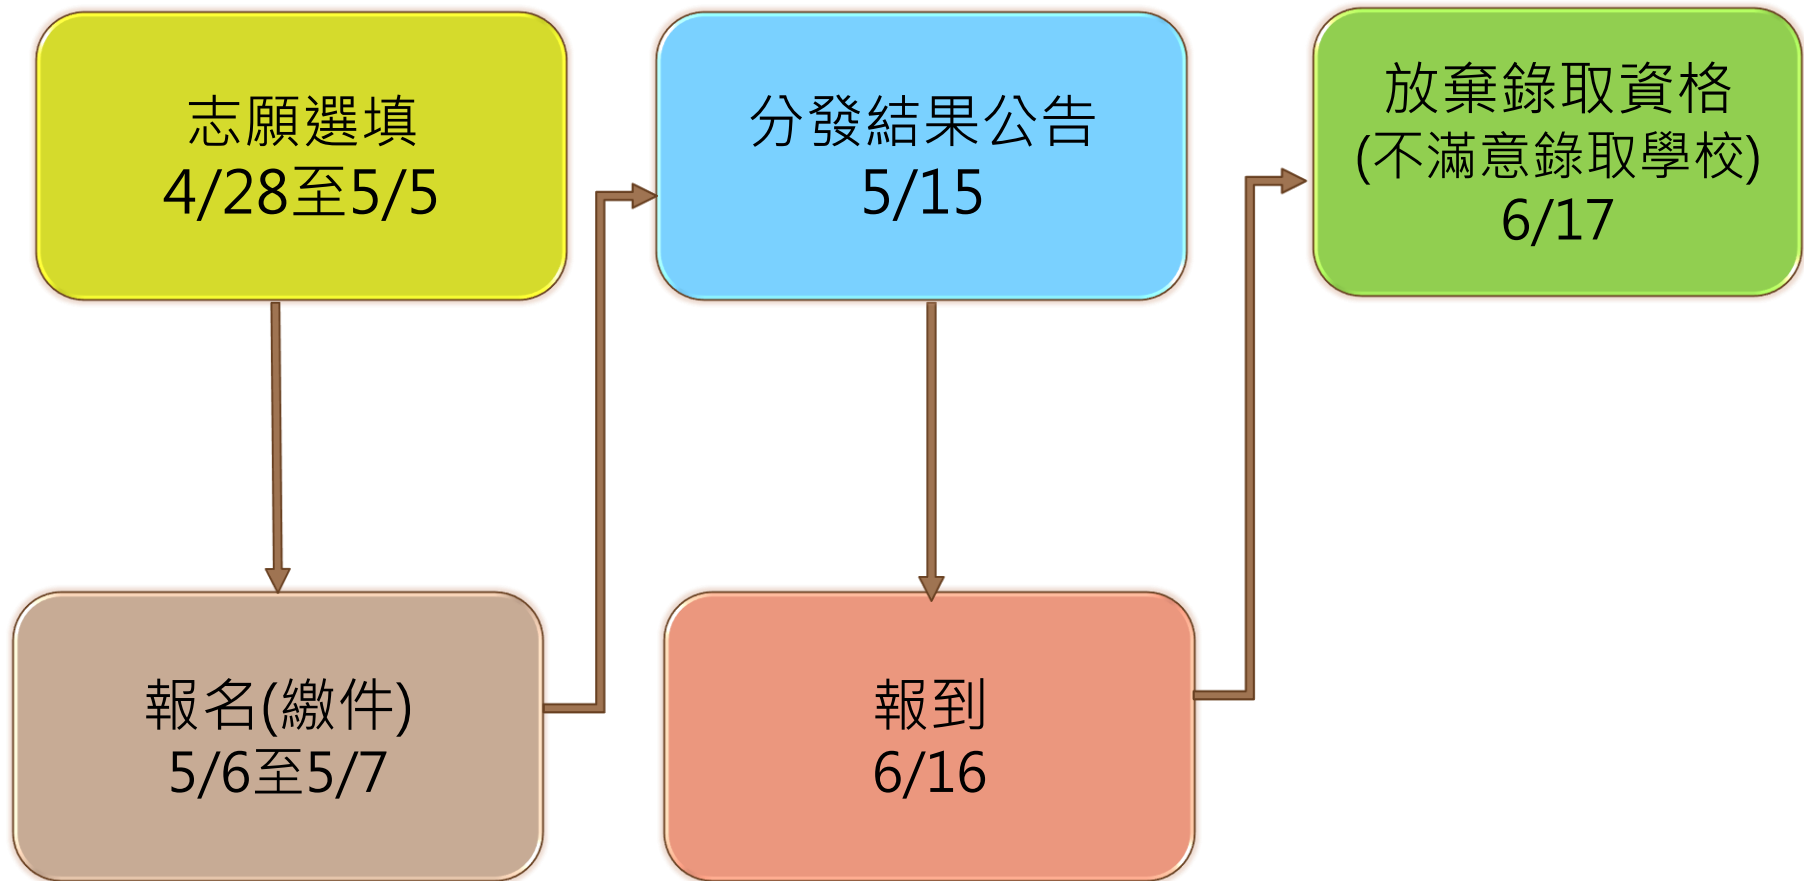 志願選填
4/28至5/5
報名(繳件)
5/6至5/7
分發結果公告
5/15
報到
6/16
放棄錄取資格
(不滿意錄取學校)
6/17